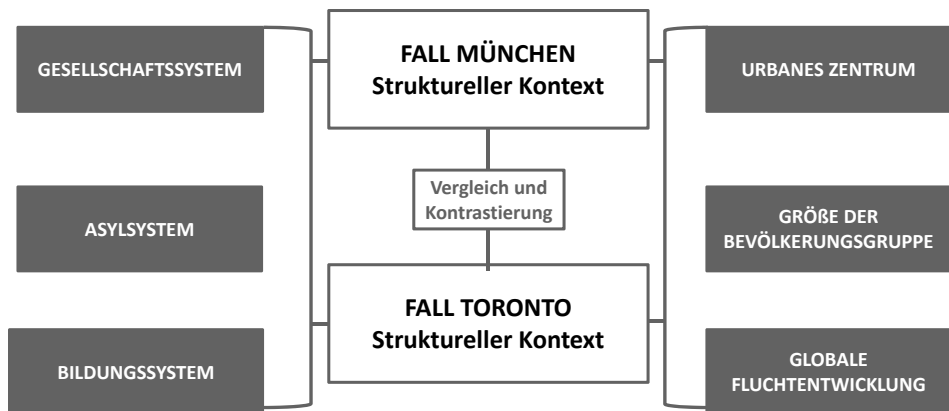 GESELLSCHAFTSSYSTEM
ASYLSYSTEM
BILDUNGSSYSTEM
FALL MÜNCHEN
Struktureller Kontext
Vergleich und
Kontrastierung
FALL TORONTO
Struktureller Kontext
URBANES ZENTRUM
GRÖßE DER
BEVÖLKERUNGSGRUPPE
GLOBALE
FLUCHTENTWICKLUNG